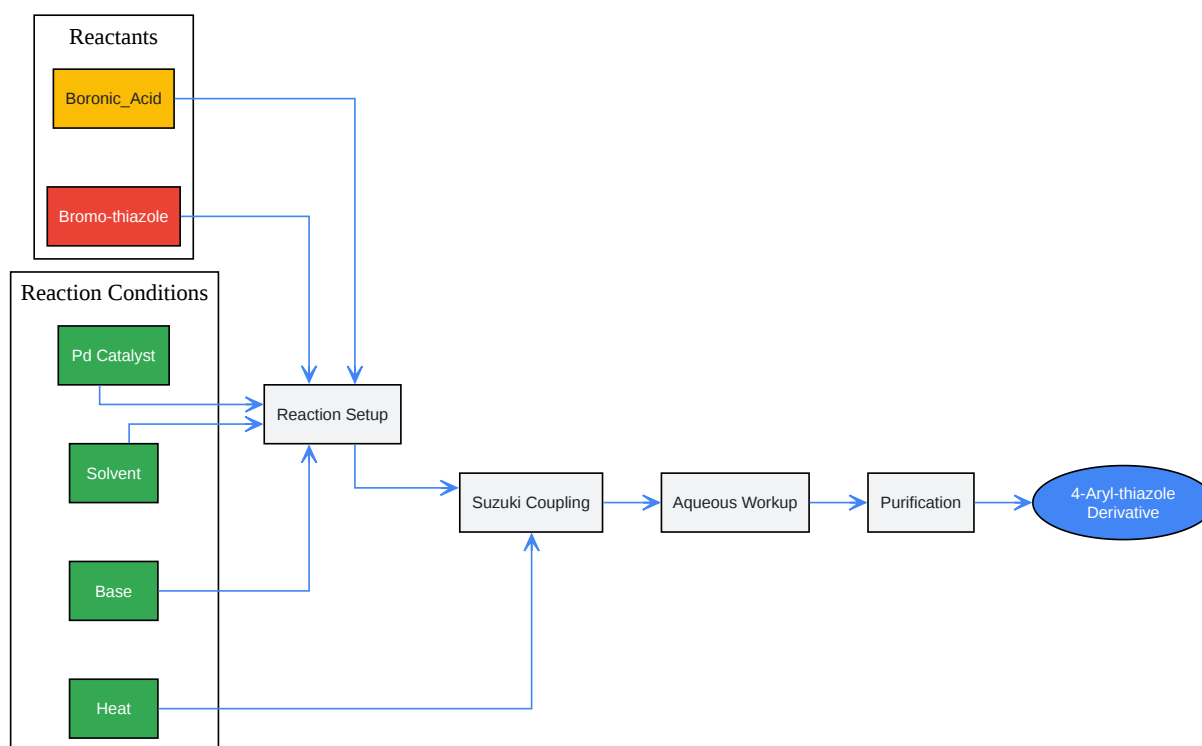 Reactants
Boronic_Acid
Bromo-thiazole
Reaction Conditions
Pd Catalyst
Solvent
Base
Heat
Reaction Setup
Suzuki Coupling
Aqueous Workup
Purification
4-Aryl-thiazole
Derivative